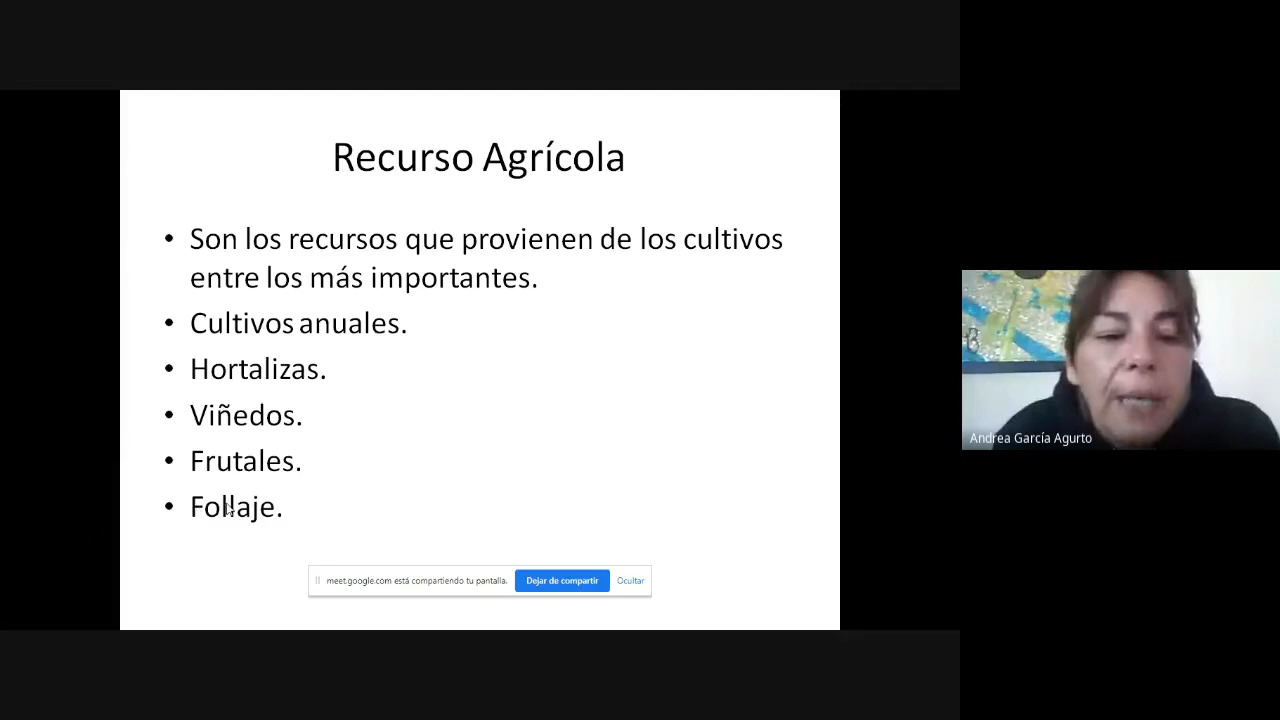 Recurso Agrícola
• Son los recursos que provienen de los cultivos
entre los más importantes.
• Cultivos anuales.
• Hortalizas.
• Viñedos.
• Frutales.
• Follaje.
meet.google.com está compartiendo tu pantalla.
Dejar de compartir
Ocultar
Andrea García Agurto